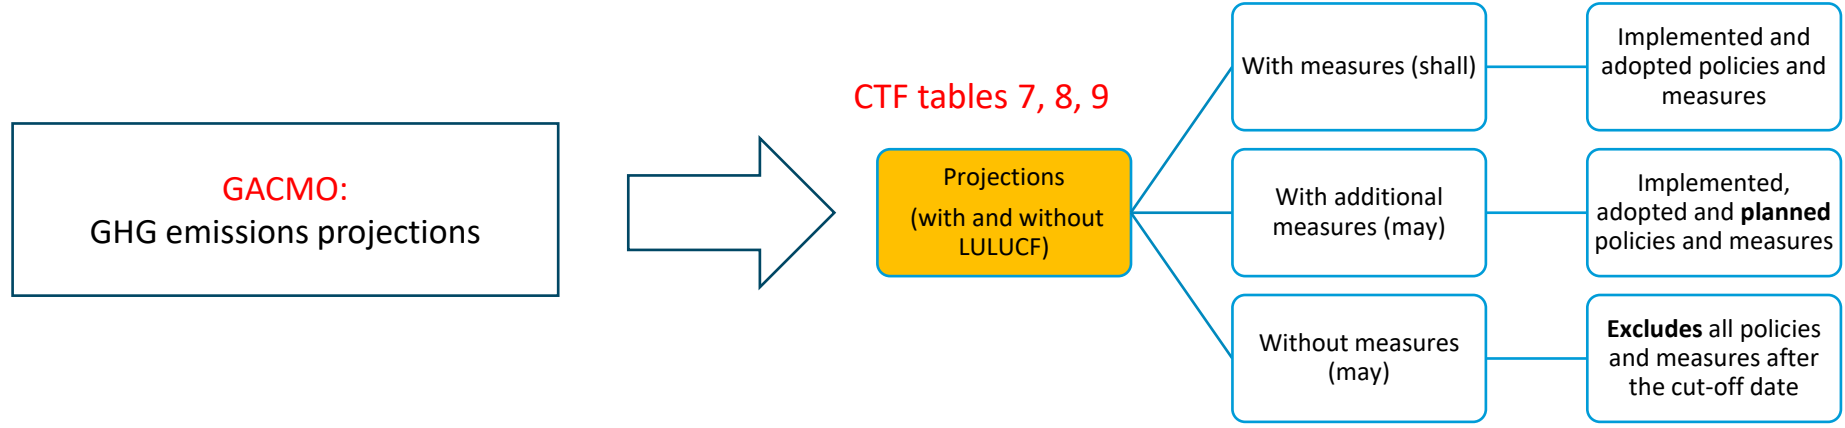 GACMO:
GHG emissions projections
CTF tables 7, 8, 9
Projections
(with and without
LULUCF)
With measures (shall)
Implemented and
adopted policies and
measures
With additional
measures (may)
Implemented,
adopted and planned
policies and measures
Without measures
(may)
Excludes all policies
and measures after
the cut-off date